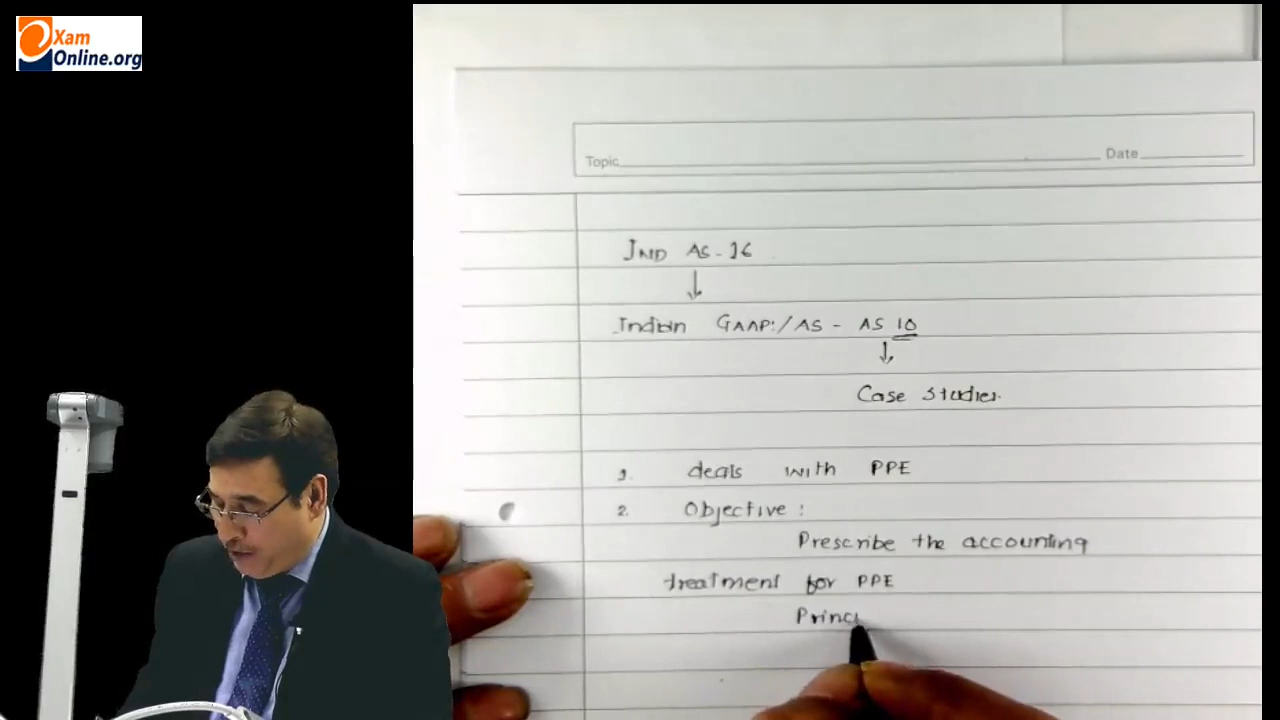 Xam
Online.org
Topic
Date
IND AS-16
Indian GAAP:/AS - AS 10
Case Studies.
1. deals with PPE
2. Objective:
Prescribe the accounting
treatment for PPE
Princ